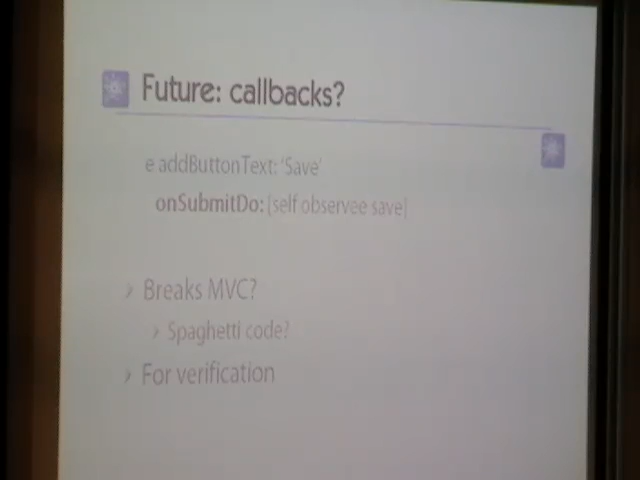 Future: callbacks?
e addButtonText: 'Save'
onSubmitDo: [self observee save]
› Breaks MVC?
› Spaghetti code?
› For verification